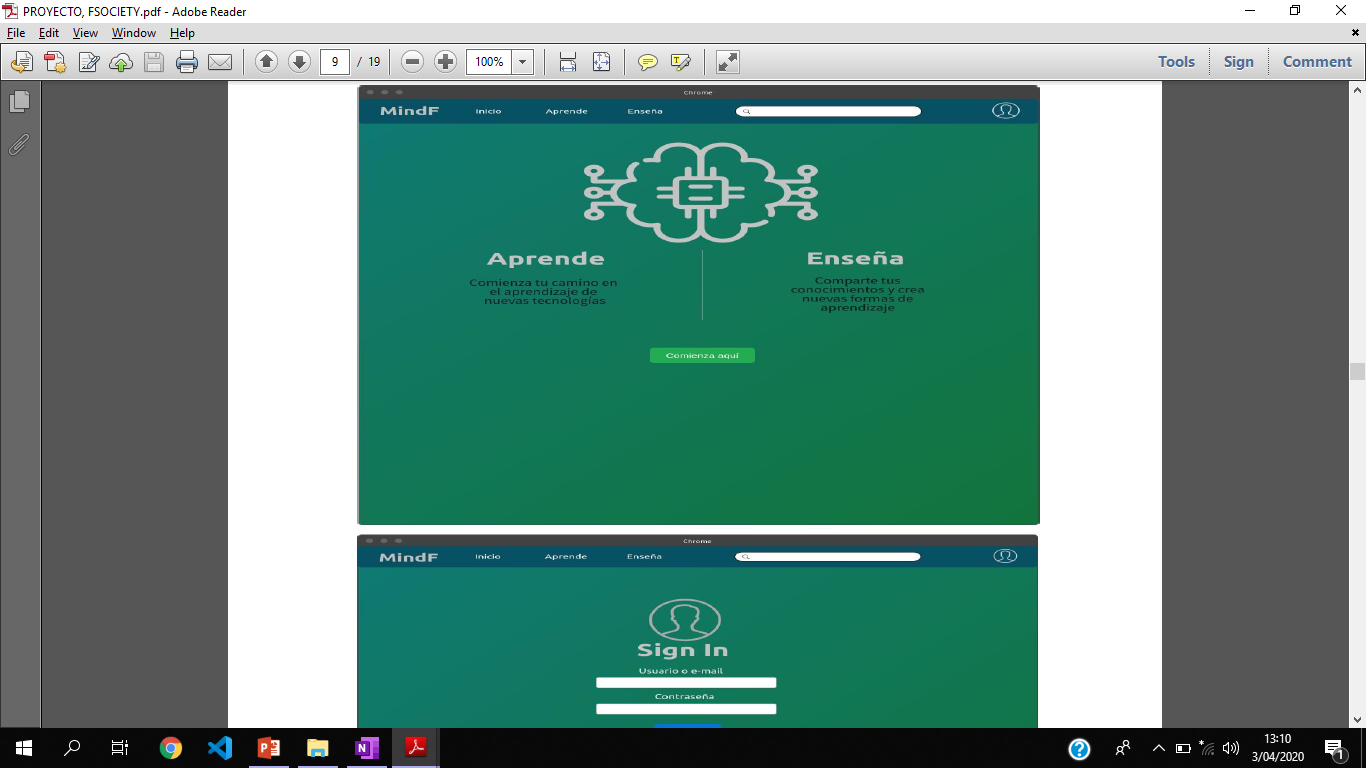 PROYECTO, FSOCIETY.pdf - Adobe Reader
File Edit View Window Help
9 / 19 100% Tools Sign Comment
Chrome
MindF Inicio Aprende Enseña
Aprende
Comienza tu camino en
el aprendizaje de
nuevas tecnologías
Enseña
Comparte tus
conocimientos y crea
nuevas formas de
aprendizaje
Comienza aquí
Chrome
MindF Inicio Aprende Enseña
Sign In
Usuario o e-mail
Contraseña
13:10
3/04/2020
1